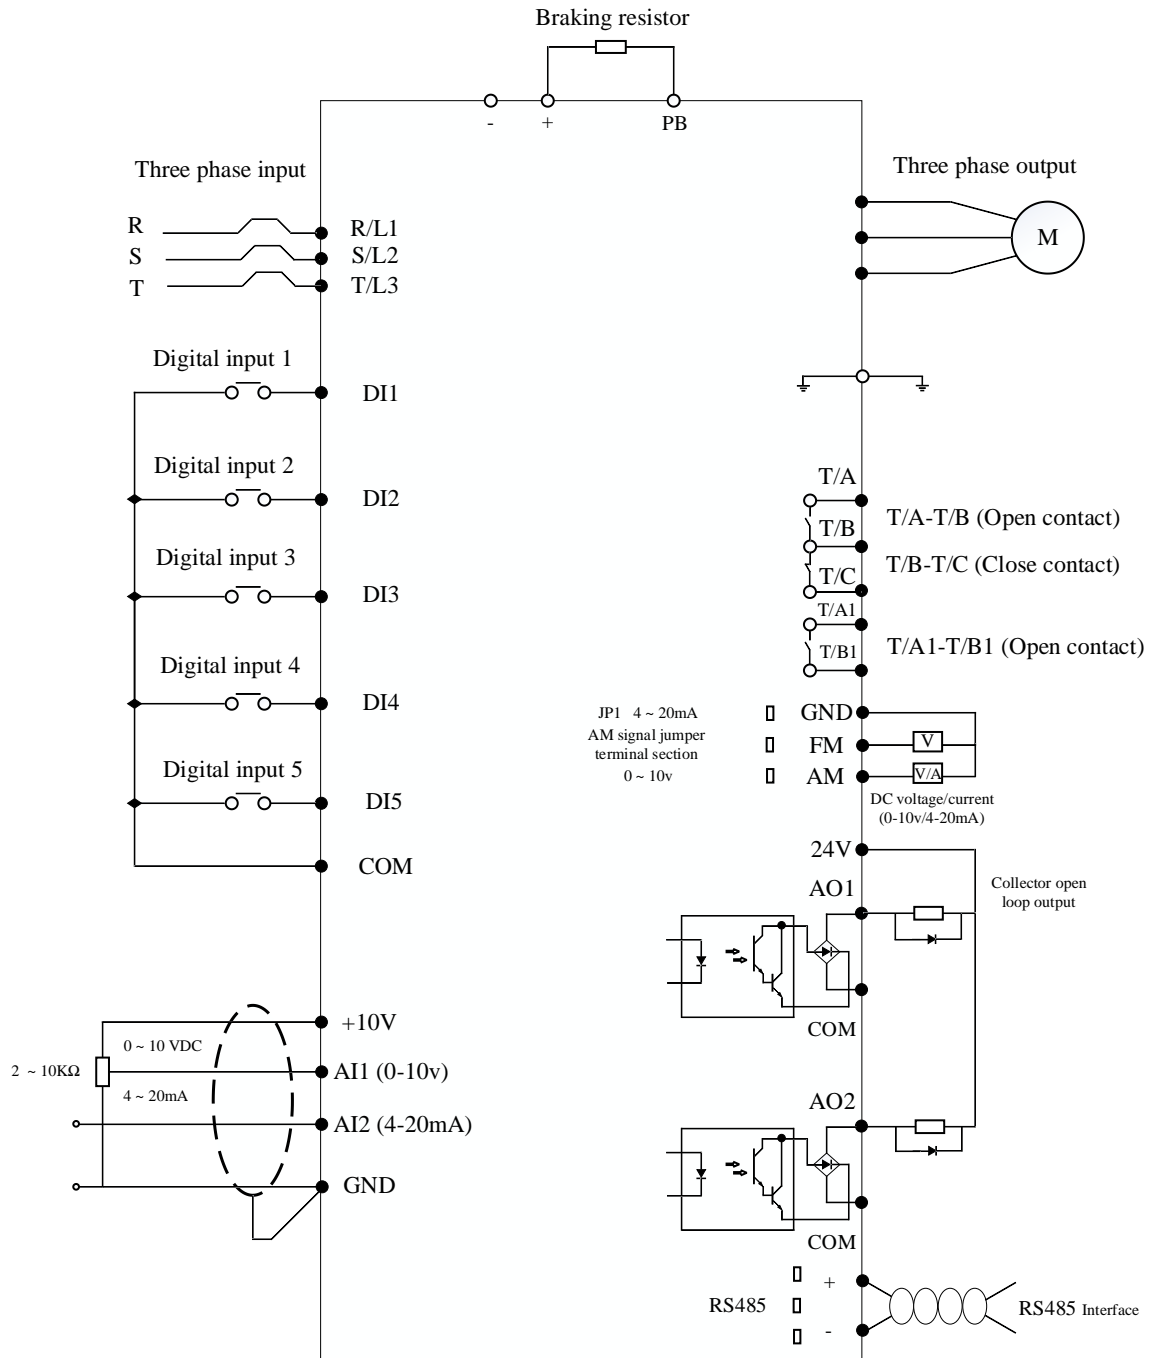 Braking resistor
- + PB
Three phase input
Three phase output
R R/L1
S S/L2
T T/L3
M
Digital input 1
DI1
Digital input 2
DI2
Digital input 3
DI3
Digital input 4
DI4
Digital input 5
DI5
COM
T/A
T/B
T/C
T/A-T/B (Open contact)
T/B-T/C (Close contact)
T/A1
T/B1
T/A1-T/B1 (Open contact)
JP1 4 ~ 20mA
AM signal jumper
terminal section
0 ~ 10v
GND
FM
AM
V
V/A
DC voltage/current
(0-10v/4-20mA)
24V
AO1
Collector open
loop output
COM
+10V
0 ~ 10 VDC
2 ~ 10KΩ
AI1 (0-10v)
4 ~ 20mA
AI2 (4-20mA)
GND
AO2
COM
RS485
+
-
RS485 Interface